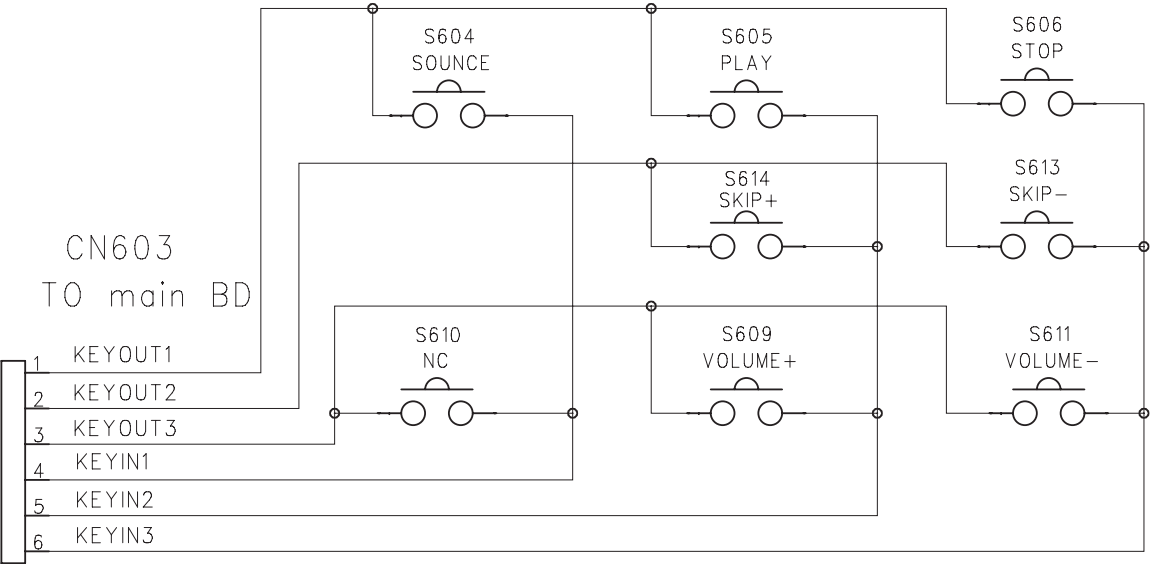 S604
SOUNCE
S605
PLAY
S606
STOP
S614
SKIP+
S613
SKIP-
CN603
TO main BD
S610
NC
S609
VOLUME+
S611
VOLUME-
1 KEYOUT1
2 KEYOUT2
3 KEYOUT3
4 KEYIN1
5 KEYIN2
6 KEYIN3